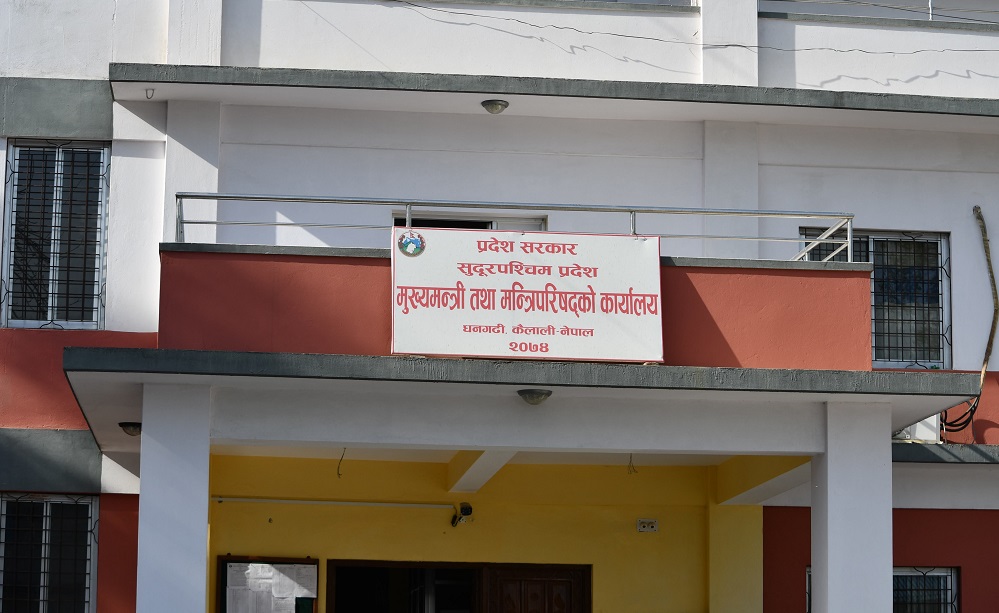 प्रदेश सरकार
सुदूरपश्चिम प्रदेश
मुख्यमन्त्री तथा मन्त्रिपरिषद्को कार्यालय
धनगढी, कैलाली-नेपाल
२०७४